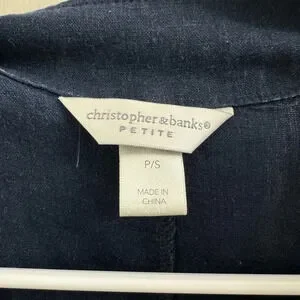 christopher&banks®
PETITE
P/S
MADE IN
CHINA